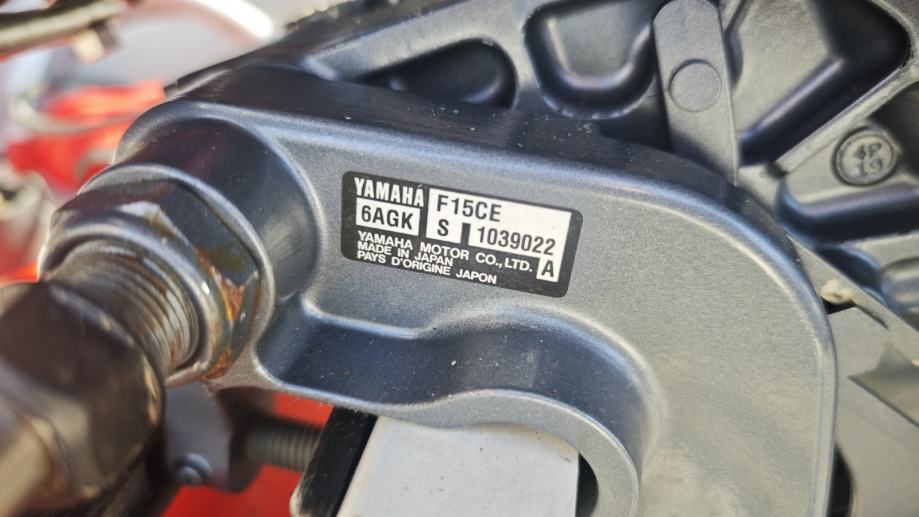 YAMAHA F15CE
6AGK S 1039022
YAMAHA MOTOR CO.,LTD. A
MADE IN JAPAN
PAYS D'ORIGINE JAPON